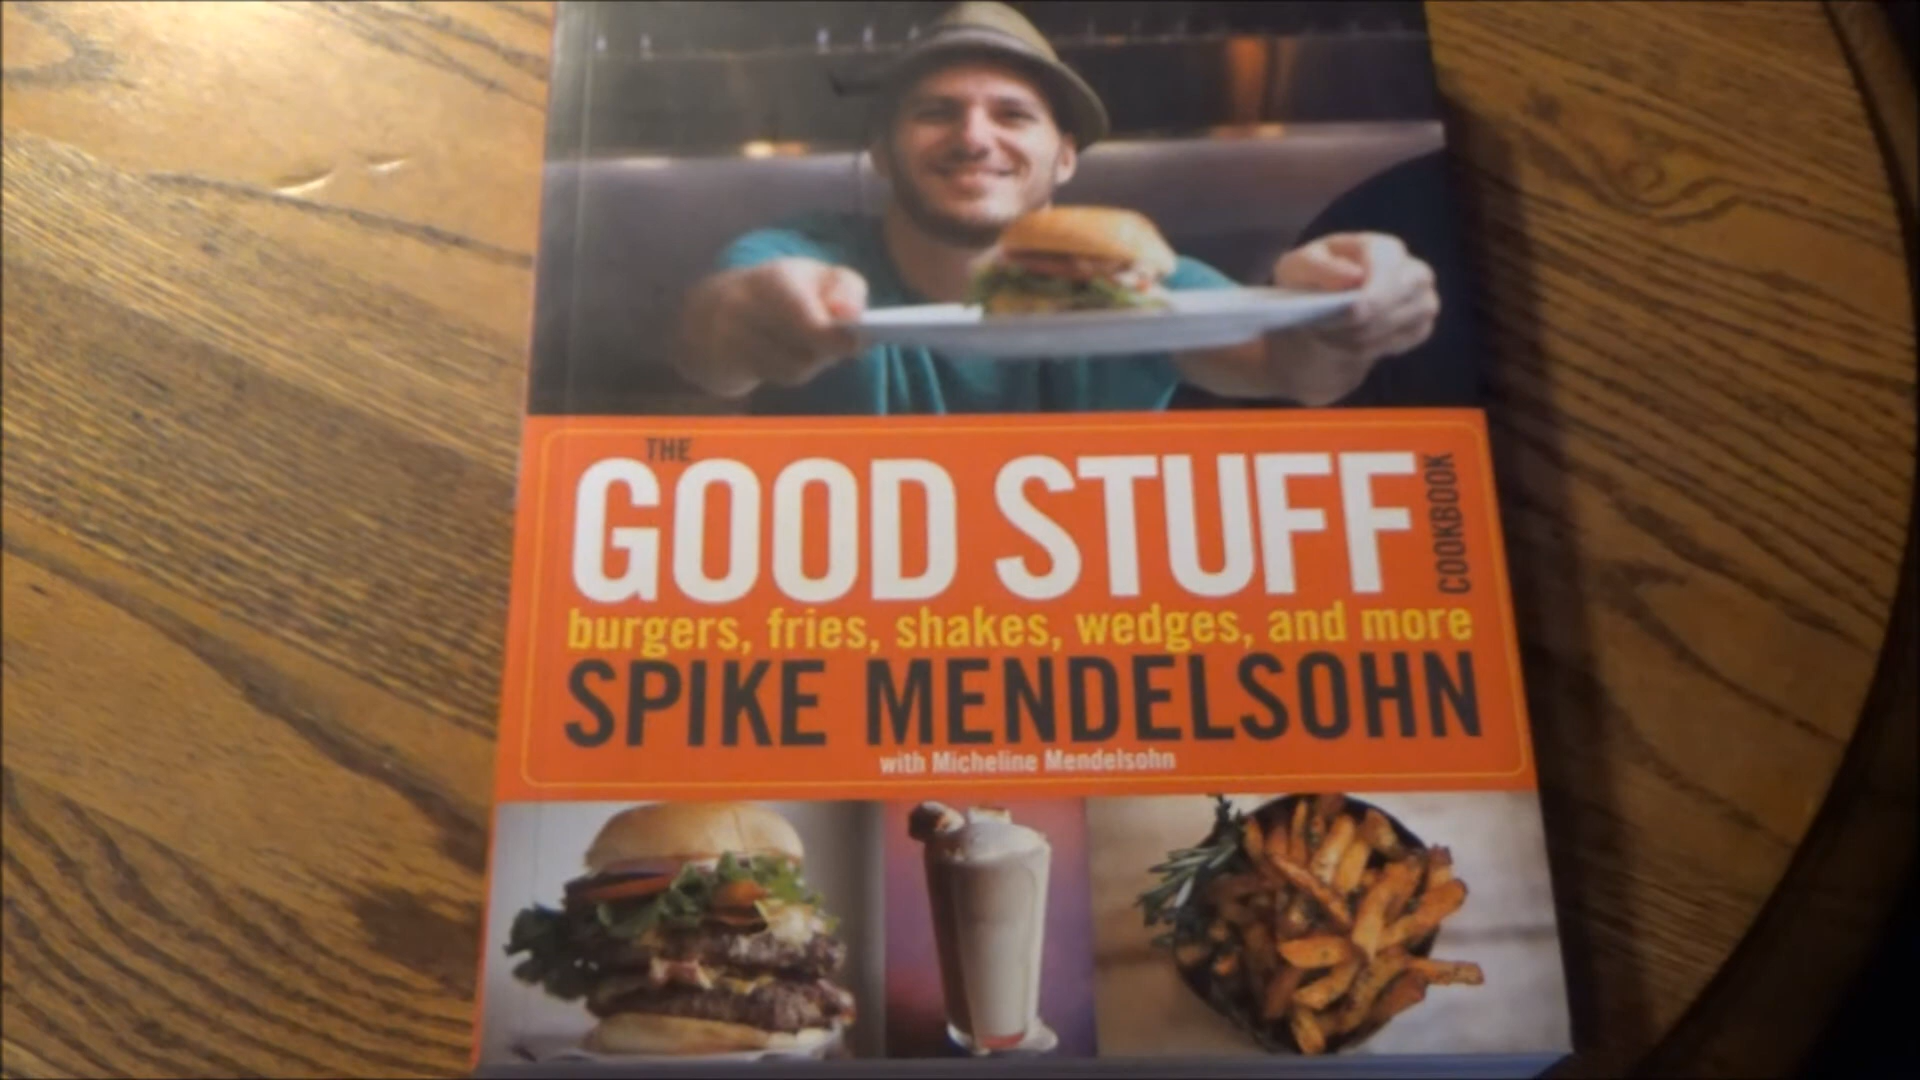 THE
GOOD STUFF
COOKBOOK
burgers, fries, shakes, wedges, and more
SPIKE MENDELSOHN
with Micheline Mendelsohn